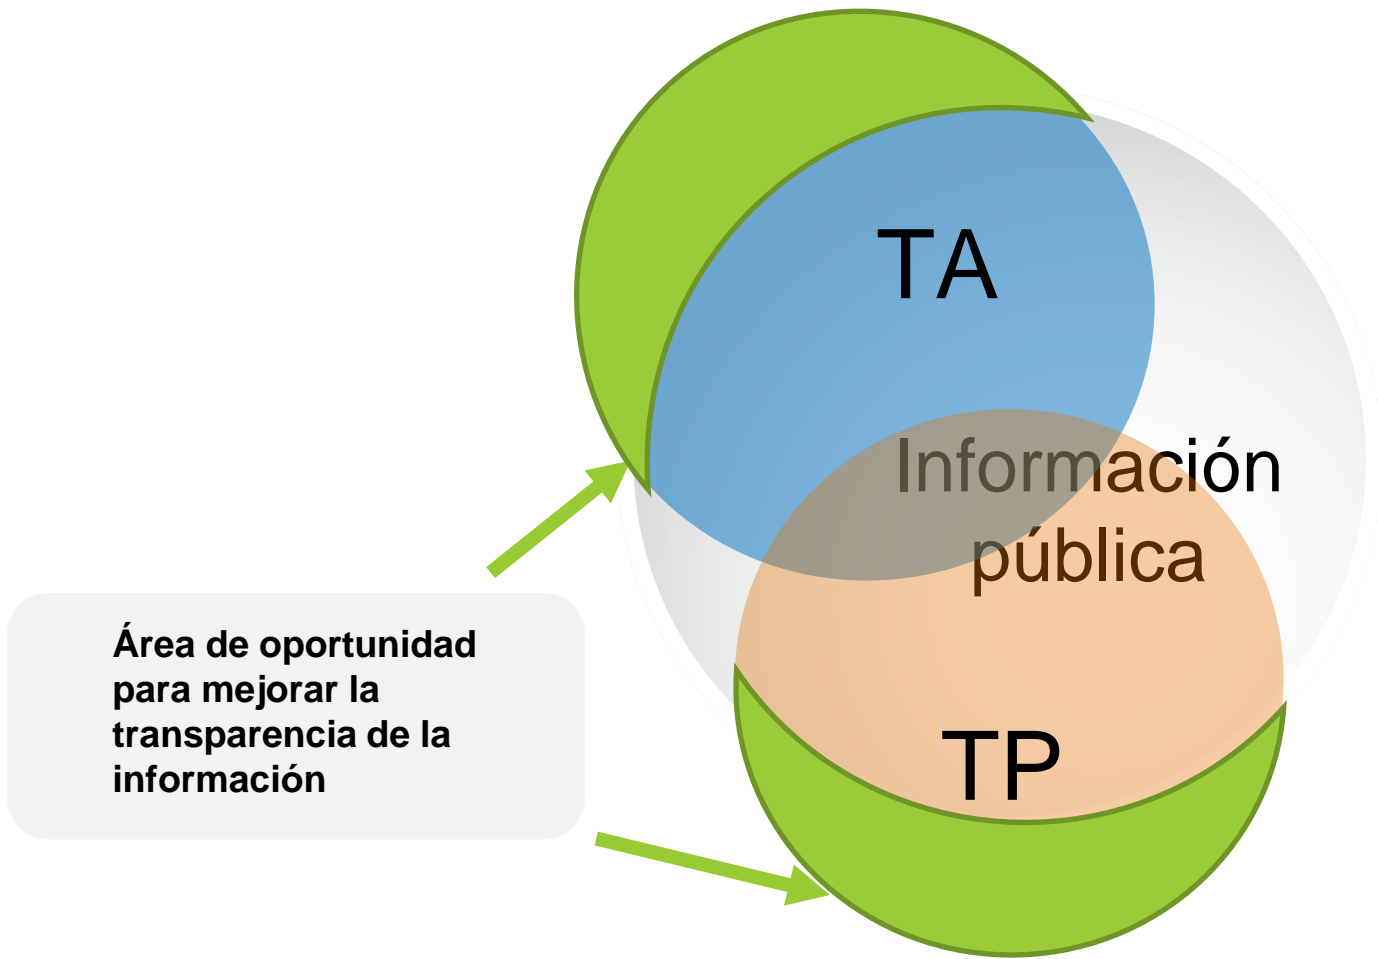 TA
Información
pública
Área de oportunidad
para mejorar la
transparencia de la
información
TP